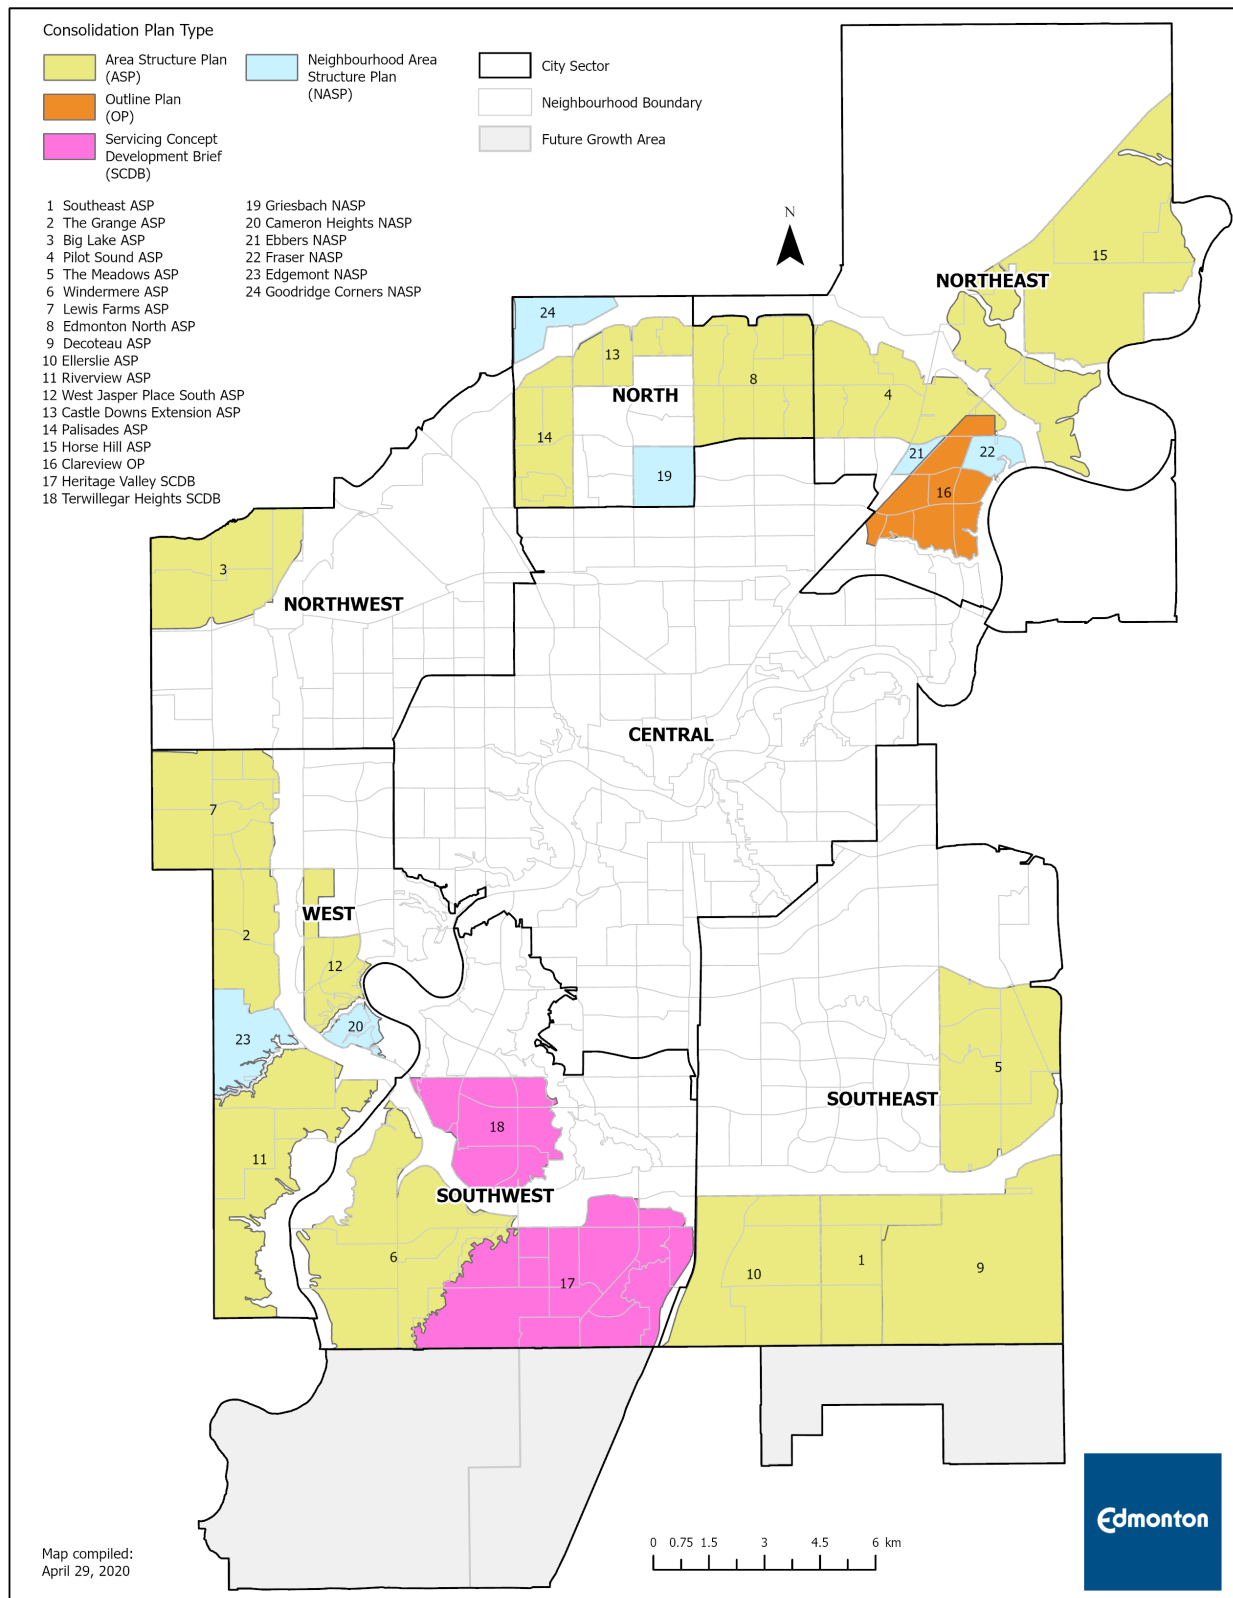 Consolidation Plan Type
Area Structure Plan
(ASP)
Outline Plan
(OP)
Servicing Concept
Development Brief
(SCDB)
Neighbourhood Area
Structure Plan
(NASP)
City Sector
Neighbourhood Boundary
Future Growth Area
1 Southeast ASP
2 The Grange ASP
3 Big Lake ASP
4 Pilot Sound ASP
5 The Meadows ASP
6 Windermere ASP
7 Lewis Farms ASP
8 Edmonton North ASP
9 Decoteau ASP
10 Ellerslie ASP
11 Riverview ASP
12 West Jasper Place South ASP
13 Castle Downs Extension ASP
14 Palisades ASP
15 Horse Hill ASP
16 Clareview OP
17 Heritage Valley SCDB
18 Terwillegar Heights SCDB
19 Griesbach NASP
20 Cameron Heights NASP
21 Ebbers NASP
22 Fraser NASP
23 Edgemont NASP
24 Goodridge Corners NASP
N
15
NORTHEAST
24
13
8
NORTH
4
14
21
22
19
16
3
NORTHWEST
CENTRAL
7
WEST
2
12
20
23
5
SOUTHEAST
18
11
SOUTHWEST
6
17
10
1
9
0 0.75 1.5 3 4.5 6 km
Map compiled:
April 29, 2020
Edmonton